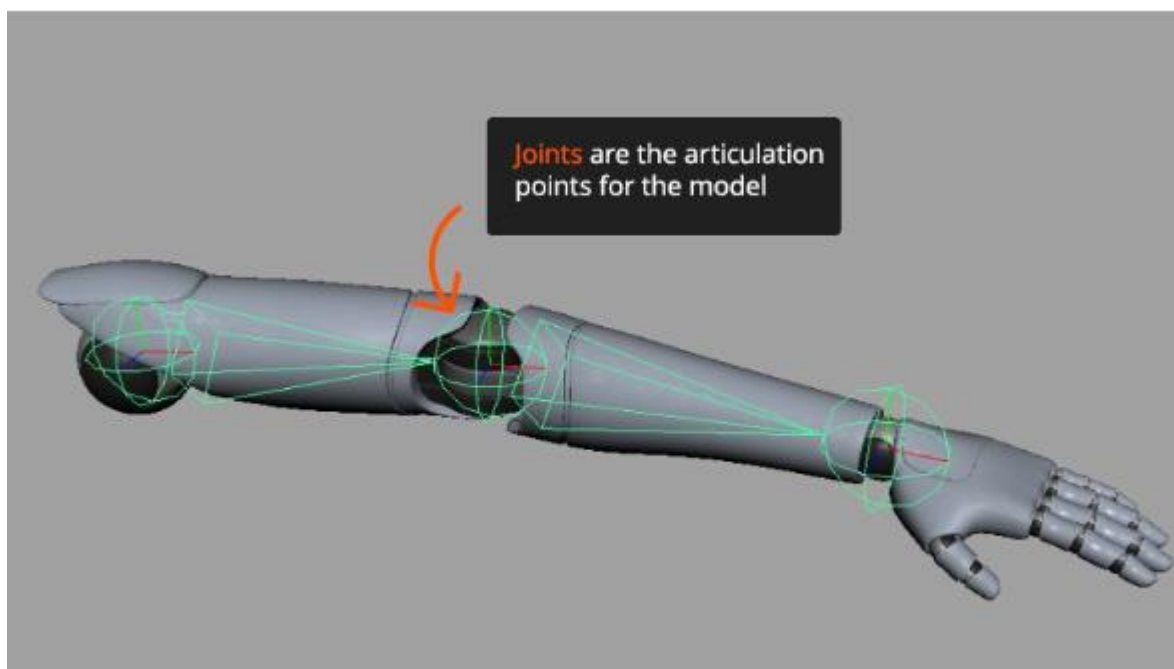 Joints are the articulation
points for the model